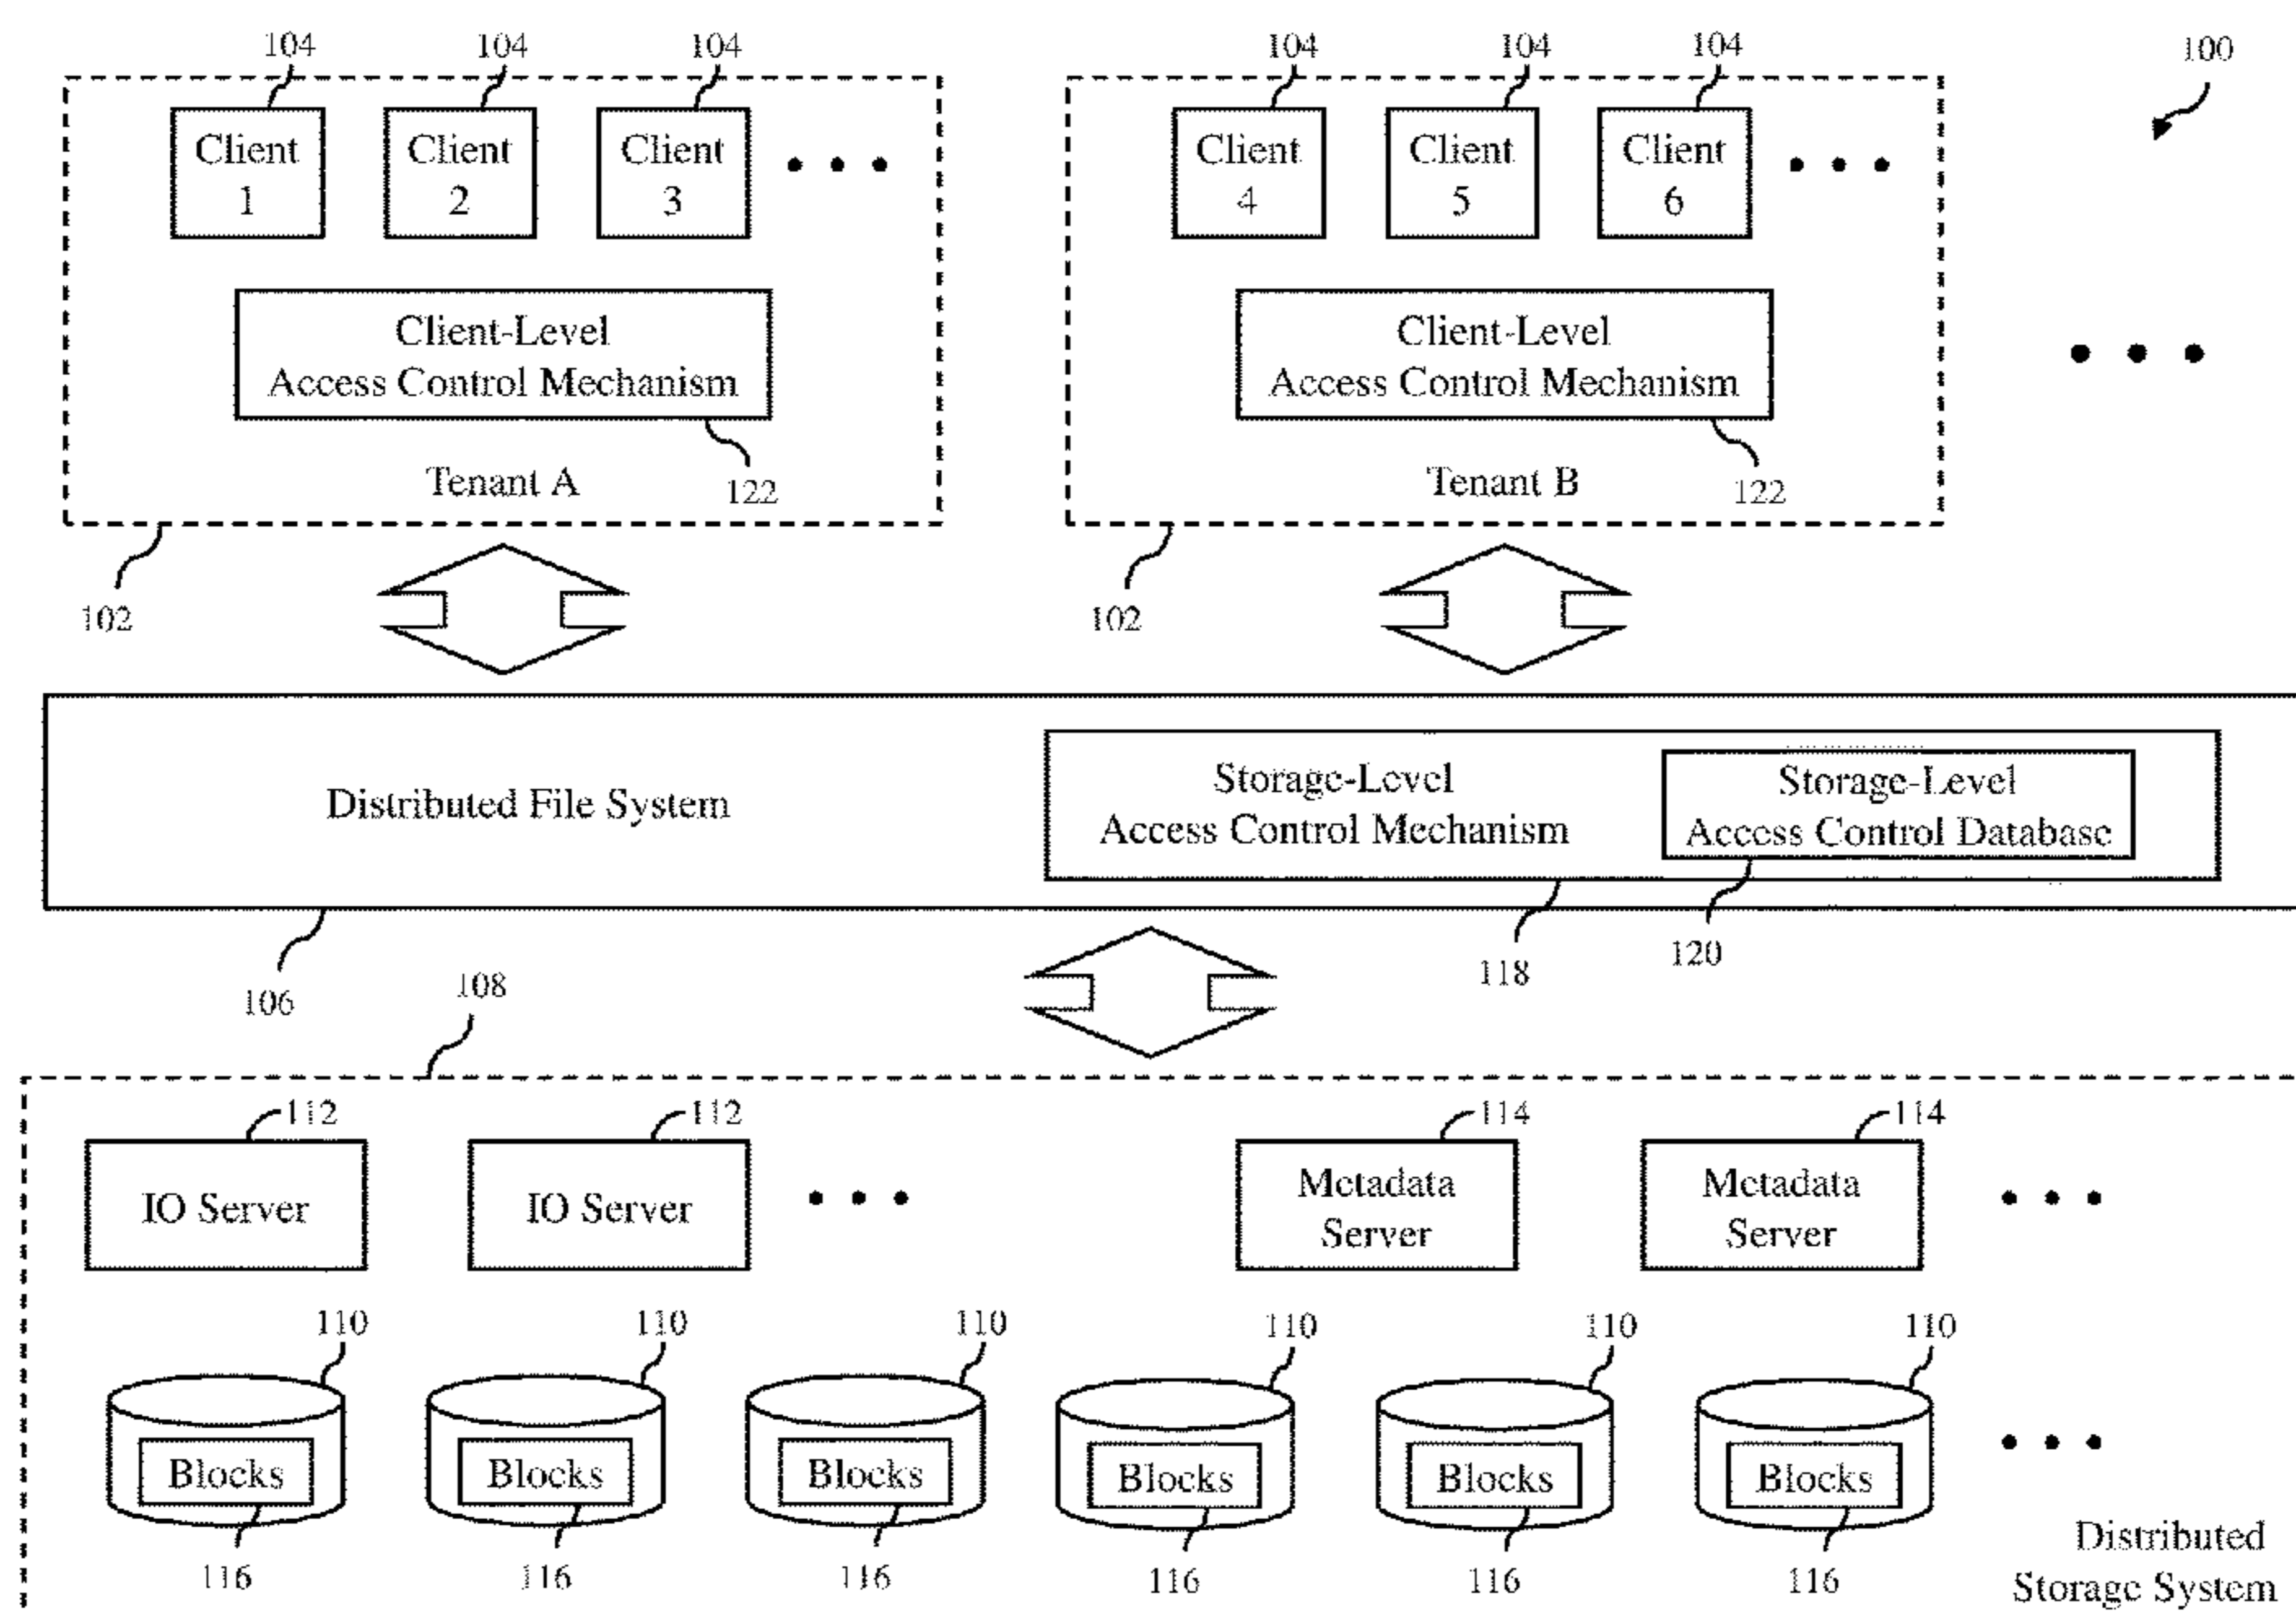 104 104 104 104 104 104 100
Client Client Client Client Client Client
1 2 3 4 5 6
Client-Level Client-Level
Access Control Mechanism Access Control Mechanism
Tenant A 122 Tenant B 122
102 102
Distributed File System
Storage-Level
Access Control Mechanism
Storage-Level
Access Control Database
106 108 118 120
112 112 114 114
IO Server IO Server Metadata Metadata
Server Server
110 110 110 110 110 110
Blocks Blocks Blocks Blocks Blocks Blocks
116 116 116 116 116 116
Distributed
Storage System